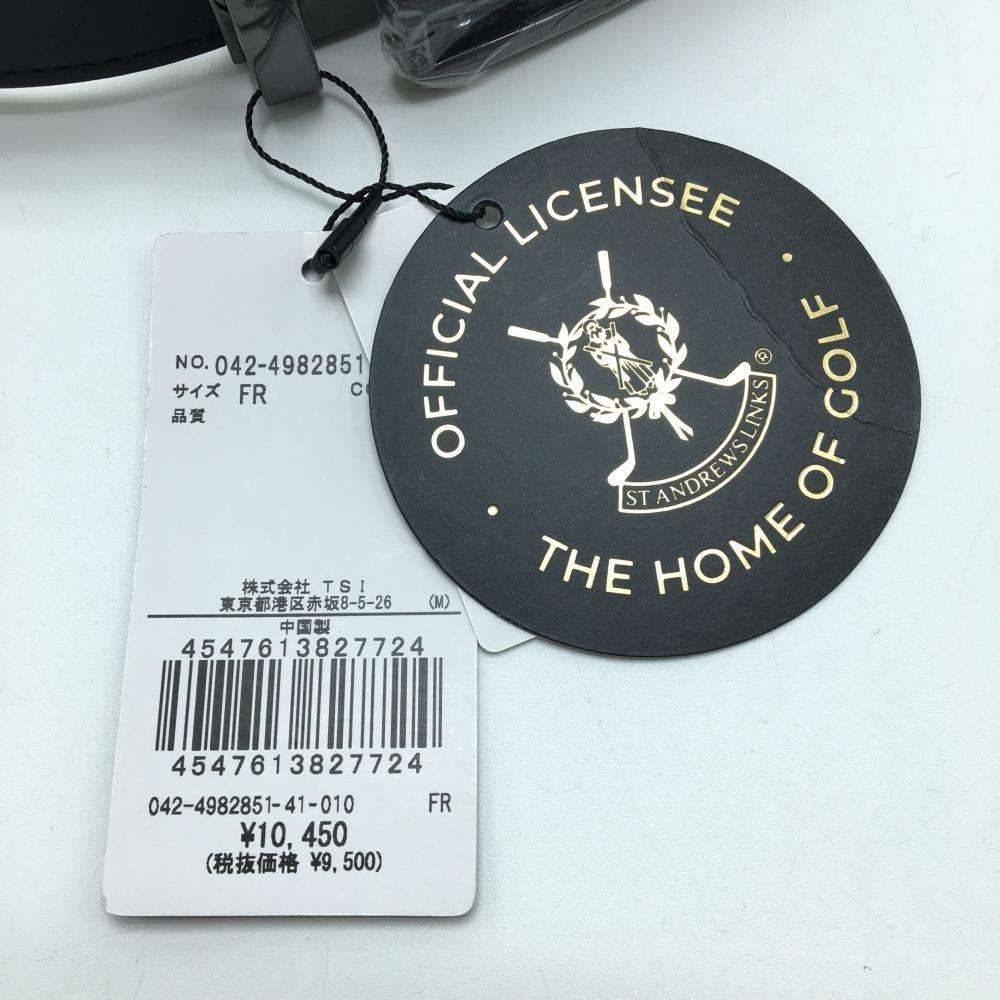 NO. 042-4982851
サイズ FR
品質
株式会社 TSI
東京都港区赤坂8-5-26 (M)
中国製
4547613827724
4547613827724
042-4982851-41-010 FR
¥10,450
(税抜価格 ¥9,500)
OFFICIAL LICENSEE
ST ANDREWS LINKS ®
· THE HOME OF GOLF ·